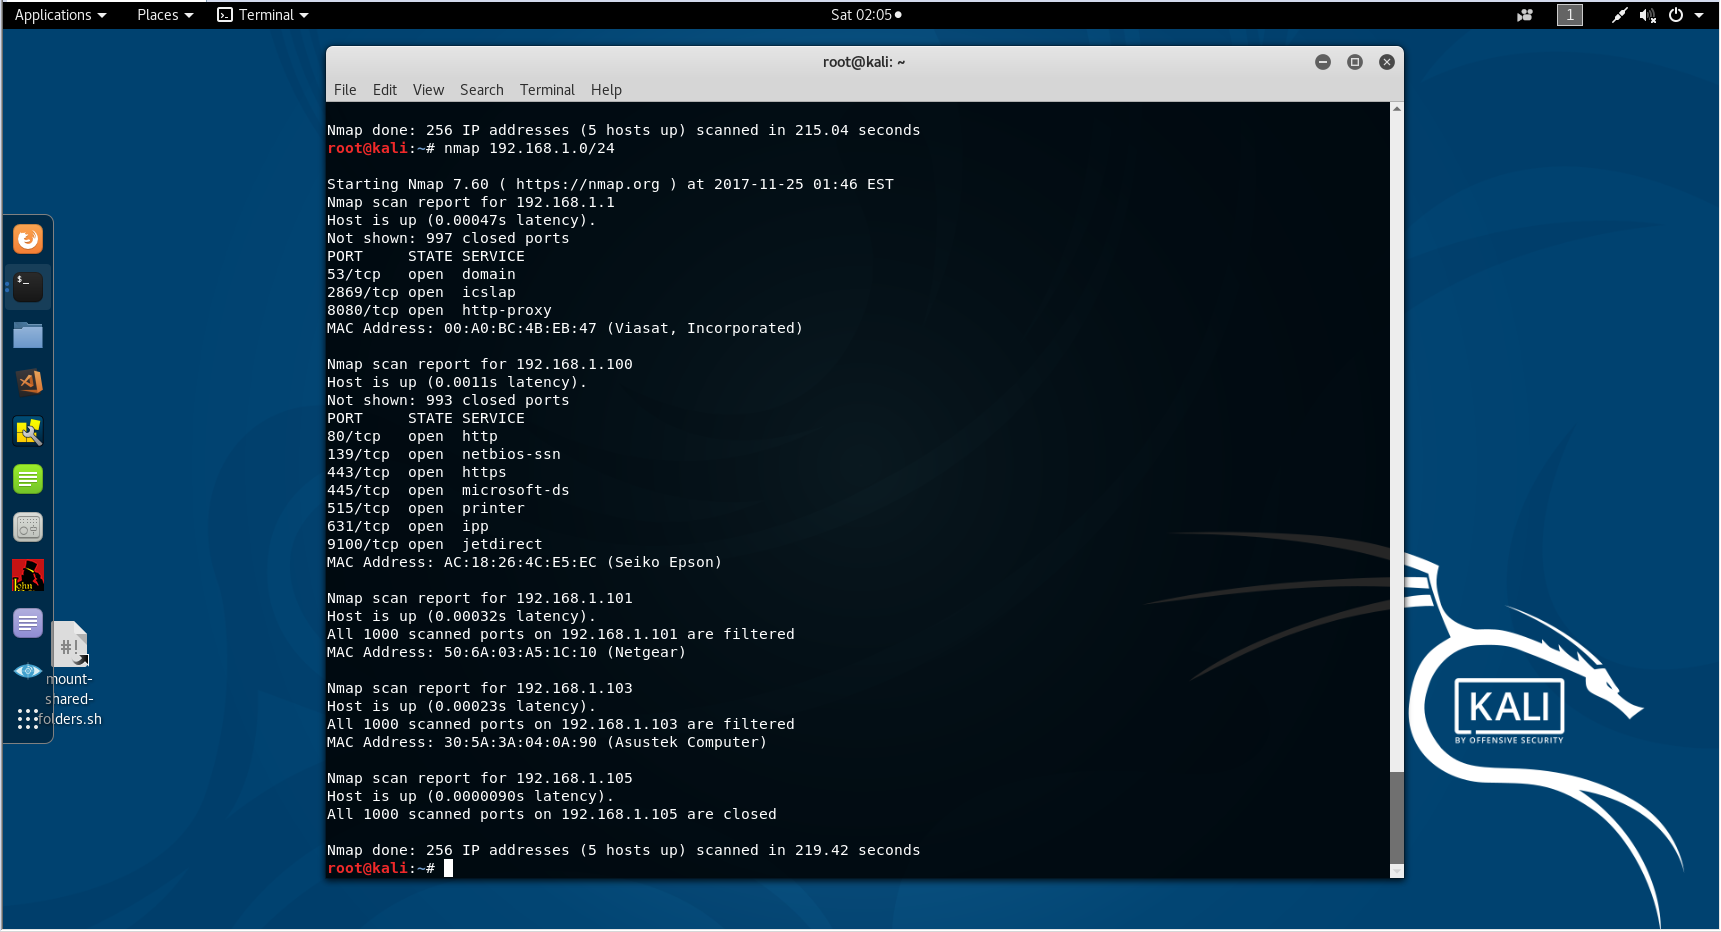 Applications Places Terminal Sat 02:05 1
root@kali: ~
File Edit View Search Terminal Help
Nmap done: 256 IP addresses (5 hosts up) scanned in 215.04 seconds
root@kali:~# nmap 192.168.1.0/24
Starting Nmap 7.60 ( https://nmap.org ) at 2017-11-25 01:46 EST
Nmap scan report for 192.168.1.1
Host is up (0.00047s latency).
Not shown: 997 closed ports
PORT     STATE SERVICE
53/tcp   open  domain
2869/tcp open  icslap
8080/tcp open  http-proxy
MAC Address: 00:A0:BC:4B:EB:47 (Viasat, Incorporated)
Nmap scan report for 192.168.1.100
Host is up (0.0011s latency).
Not shown: 993 closed ports
PORT     STATE SERVICE
80/tcp   open  http
139/tcp  open  netbios-ssn
443/tcp  open  https
445/tcp  open  microsoft-ds
515/tcp  open  printer
631/tcp  open  ipp
9100/tcp open  jetdirect
MAC Address: AC:18:26:4C:E5:EC (Seiko Epson)
Nmap scan report for 192.168.1.101
Host is up (0.00032s latency).
All 1000 scanned ports on 192.168.1.101 are filtered
MAC Address: 50:6A:03:A5:1C:10 (Netgear)
Nmap scan report for 192.168.1.103
Host is up (0.00023s latency).
All 1000 scanned ports on 192.168.1.103 are filtered
MAC Address: 30:5A:3A:04:0A:90 (Asustek Computer)
Nmap scan report for 192.168.1.105
Host is up (0.0000090s latency).
All 1000 scanned ports on 192.168.1.105 are closed
Nmap done: 256 IP addresses (5 hosts up) scanned in 219.42 seconds
root@kali:~#
$_
John
#!
mount-
shared-
folders.sh
KALI
BY OFFENSIVE SECURITY